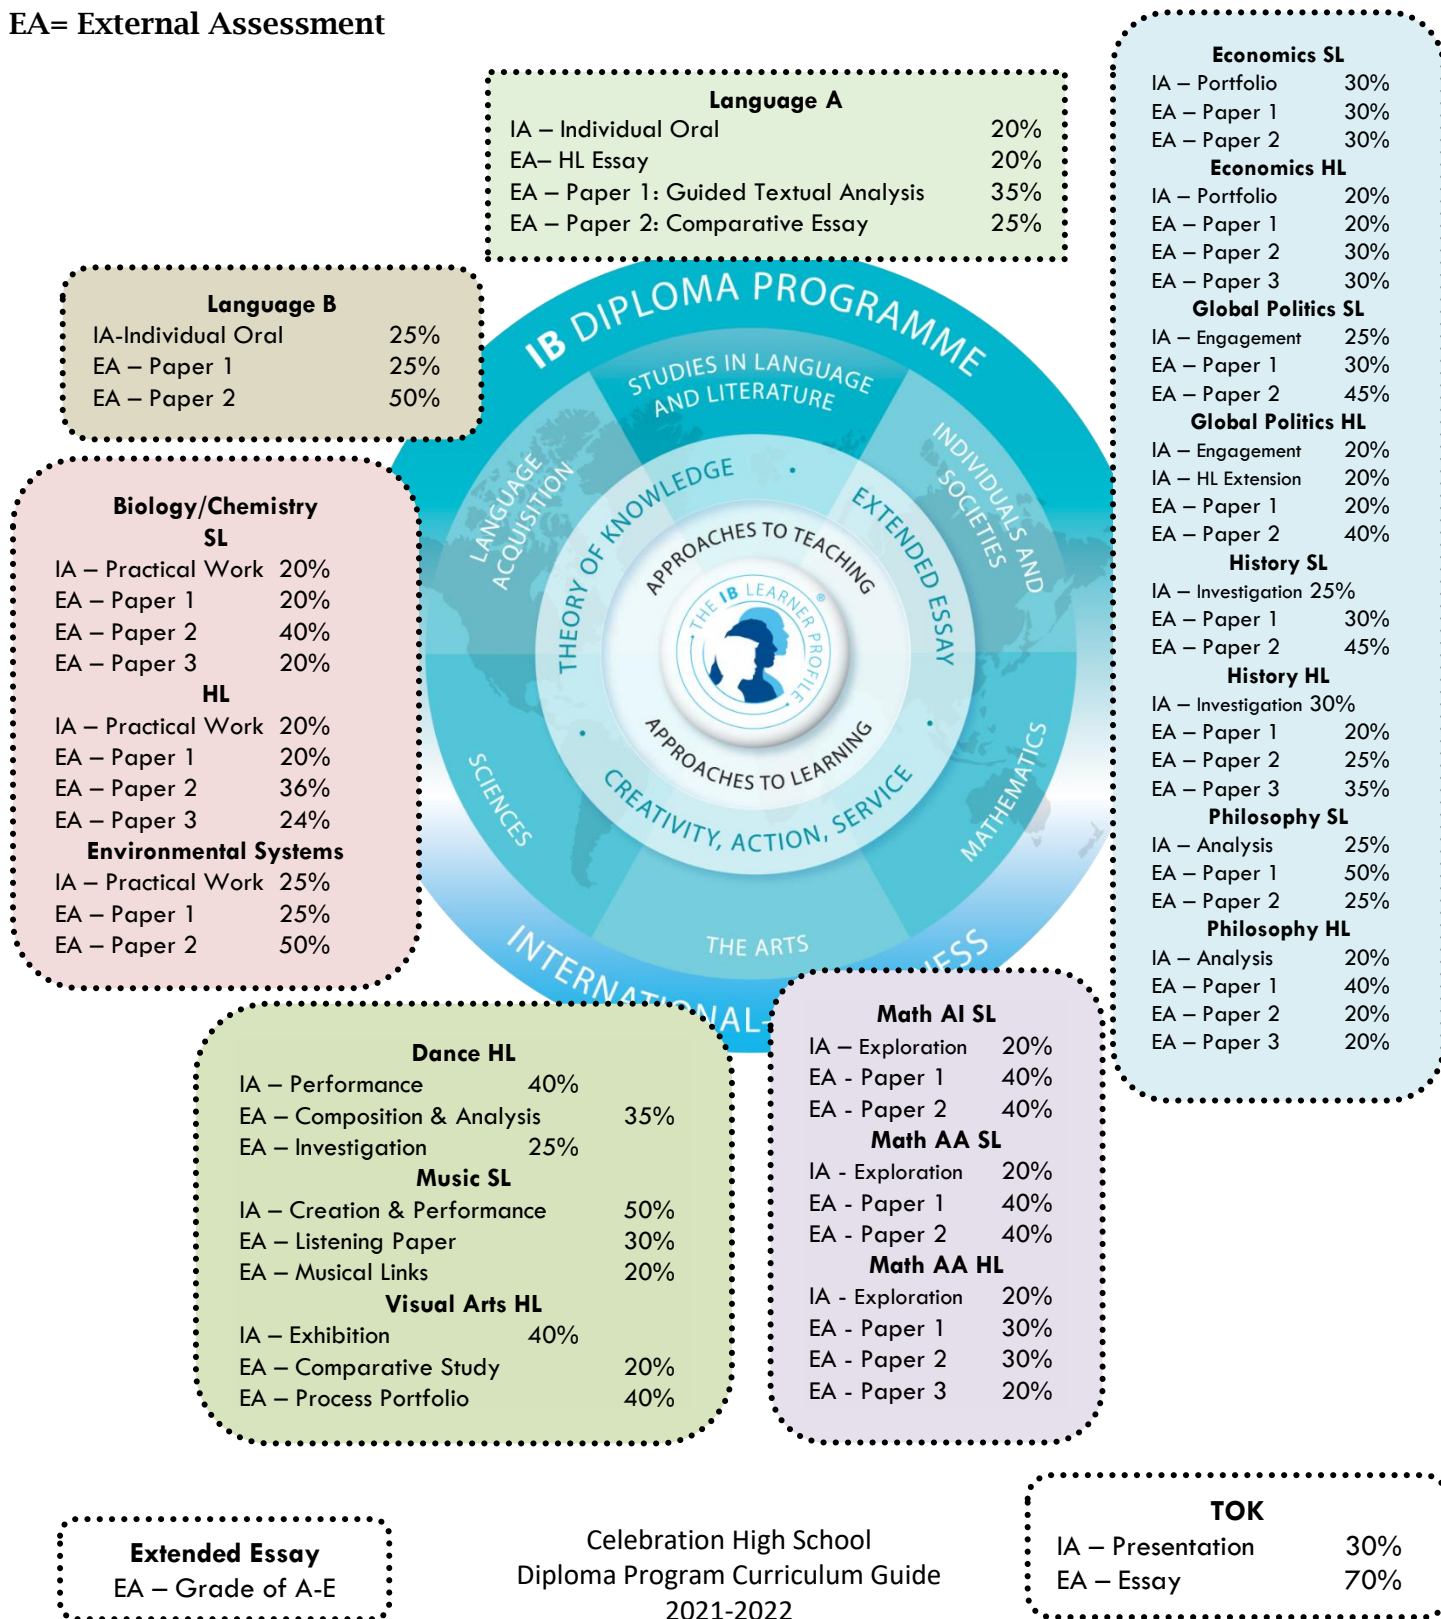 EA= External Assessment
Language A
IA – Individual Oral 20%
EA– HL Essay 20%
EA – Paper 1: Guided Textual Analysis 35%
EA – Paper 2: Comparative Essay 25%
Economics SL
IA – Portfolio 30%
EA – Paper 1 30%
EA – Paper 2 30%
Economics HL
IA – Portfolio 20%
EA – Paper 1 20%
EA – Paper 2 30%
EA – Paper 3 30%
Global Politics SL
IA – Engagement 25%
EA – Paper 1 30%
EA – Paper 2 45%
Global Politics HL
IA – Engagement 20%
IA – HL Extension 20%
EA – Paper 1 20%
EA – Paper 2 40%
History SL
IA – Investigation 25%
EA – Paper 1 30%
EA – Paper 2 45%
History HL
IA – Investigation 30%
EA – Paper 1 20%
EA – Paper 2 25%
EA – Paper 3 35%
Philosophy SL
IA – Analysis 25%
EA – Paper 1 50%
EA – Paper 2 25%
Philosophy HL
IA – Analysis 20%
EA – Paper 1 40%
EA – Paper 2 20%
EA – Paper 3 20%
Language B
IA-Individual Oral 25%
EA – Paper 1 25%
EA – Paper 2 50%
Biology/Chemistry
SL
IA – Practical Work 20%
EA – Paper 1 20%
EA – Paper 2 40%
EA – Paper 3 20%
HL
IA – Practical Work 20%
EA – Paper 1 20%
EA – Paper 2 36%
EA – Paper 3 24%
Environmental Systems
IA – Practical Work 25%
EA – Paper 1 25%
EA – Paper 2 50%
IB DIPLOMA PROGRAMME
STUDIES IN LANGUAGE
AND LITERATURE
LANGUAGE
ACQUISITION
INDIVIDUALS AND
SOCIETIES
THEORY OF KNOWLEDGE
EXTENDED ESSAY
APPROACHES TO TEACHING
THE IB LEARNER PROFILE
®
APPROACHES TO LEARNING
CREATIVITY, ACTION, SERVICE
SCIENCES
MATHEMATICS
THE ARTS
INTERNATIONAL-
NESS
Dance HL
IA – Performance 40%
EA – Composition & Analysis 35%
EA – Investigation 25%
Music SL
IA – Creation & Performance 50%
EA – Listening Paper 30%
EA – Musical Links 20%
Visual Arts HL
IA – Exhibition 40%
EA – Comparative Study 20%
EA – Process Portfolio 40%
Math AI SL
IA – Exploration 20%
EA - Paper 1 40%
EA - Paper 2 40%
Math AA SL
IA - Exploration 20%
EA - Paper 1 40%
EA - Paper 2 40%
Math AA HL
IA - Exploration 20%
EA - Paper 1 30%
EA - Paper 2 30%
EA - Paper 3 20%
Extended Essay
EA – Grade of A-E
Celebration High School
Diploma Program Curriculum Guide
2021-2022
TOK
IA – Presentation 30%
EA – Essay 70%